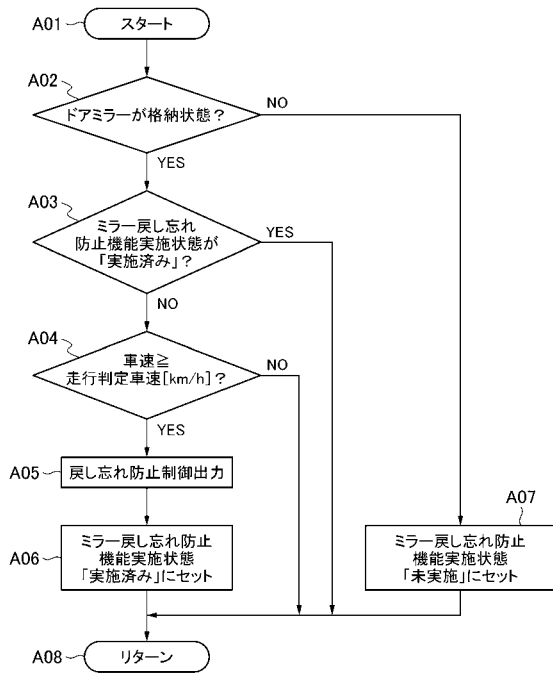 A01
スタート
A02
ドアミラーが格納状態？
NO
YES
A03
ミラー戻し忘れ
防止機能実施状態が
「実施済み」？
YES
NO
A04
車速≧
走行判定車速[km/h]？
NO
YES
A05
戻し忘れ防止制御出力
A06
ミラー戻し忘れ防止
機能実施状態
「実施済み」にセット
A07
ミラー戻し忘れ防止
機能実施状態
「未実施」にセット
A08
リターン